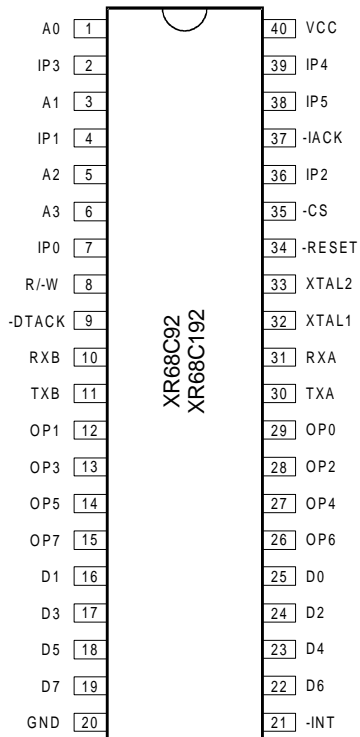 A0 1 40 VCC
IP3 2 39 IP4
A1 3 38 IP5
IP1 4 37 -IACK
A2 5 36 IP2
A3 6 35 -CS
IP0 7 34 -RESET
R/-W 8 33 XTAL2
-DTACK 9 32 XTAL1
RXB 10 31 RXA
TXB 11 30 TXA
OP1 12 29 OP0
OP3 13 28 OP2
OP5 14 27 OP4
OP7 15 26 OP6
D1 16 25 D0
D3 17 24 D2
D5 18 23 D4
D7 19 22 D6
GND 20 21 -INT
XR68C92
XR68C192